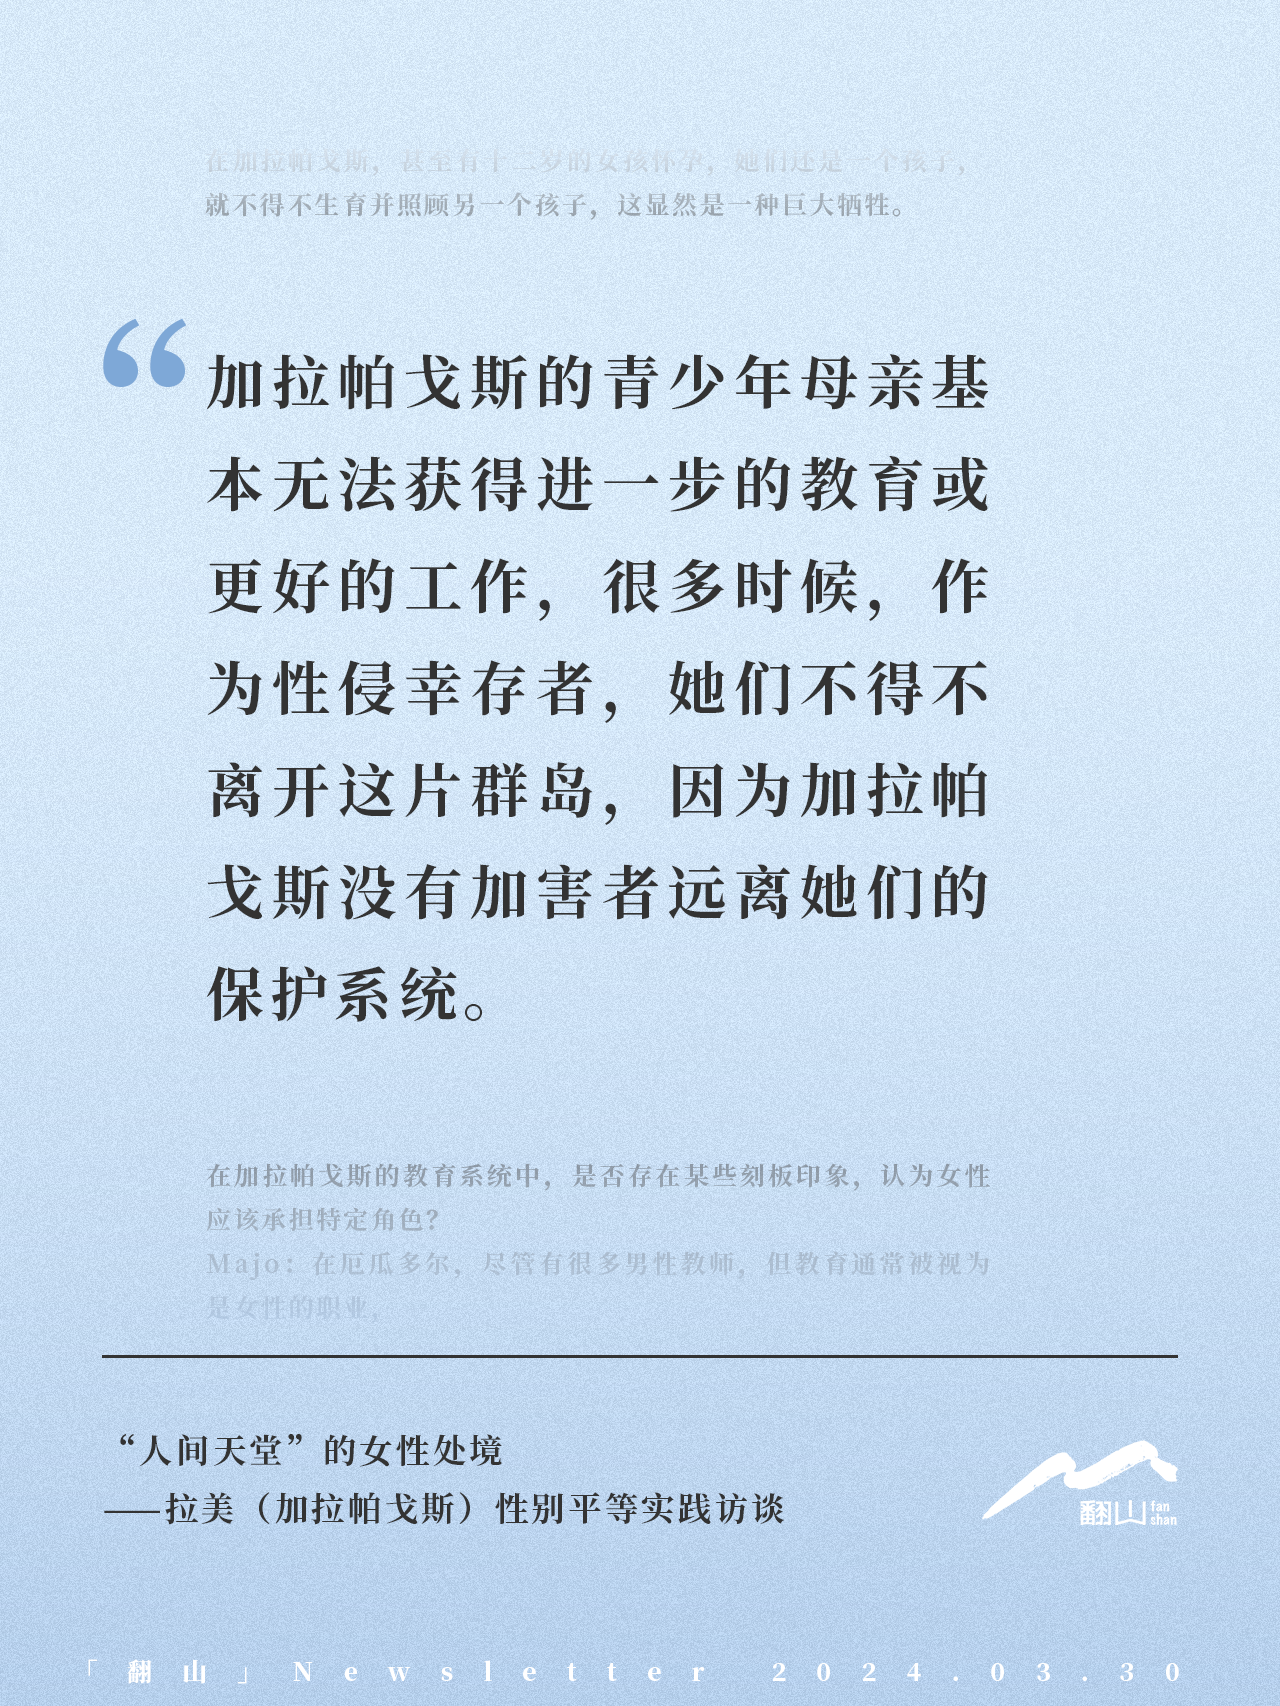 在加拉帕戈斯，甚至有十二岁的女孩怀孕，她们还是一个孩子，
就不得不生育并照顾另一个孩子，这显然是一种巨大牺牲。
“加拉帕戈斯的青少年母亲基
本无法获得进一步的教育或
更好的工作，很多时候，作
为性侵幸存者，她们不得不
离开这片群岛，因为加拉帕
戈斯没有加害者远离她们的
保护系统。
在加拉帕戈斯的教育系统中，是否存在某些刻板印象，认为女性
应该承担特定角色？
Majo：在厄瓜多尔，尽管有很多男性教师，但教育通常被视为
是女性的职业，
“人间天堂”的女性处境
——拉美（加拉帕戈斯）性别平等实践访谈
翻山 fan
shan
「翻山」Newsletter 2024.03.30